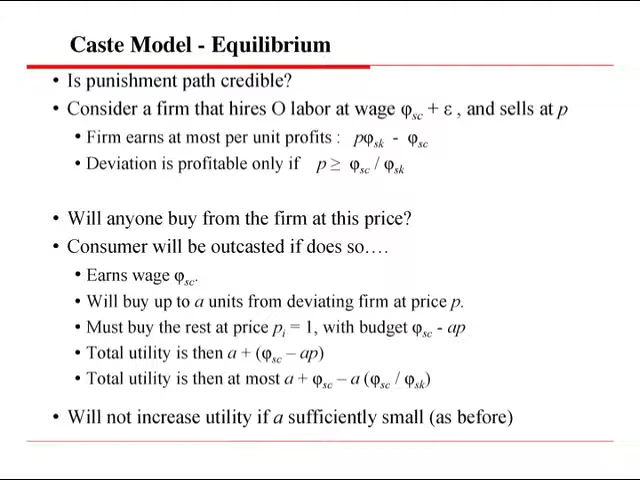 Caste Model - Equilibrium
• Is punishment path credible?
• Consider a firm that hires O labor at wage φsc + ε , and sells at p
• Firm earns at most per unit profits : pφsk - φsc
• Deviation is profitable only if p ≥ φsc / φsk
• Will anyone buy from the firm at this price?
• Consumer will be outcasted if does so….
• Earns wage φsc.
• Will buy up to a units from deviating firm at price p.
• Must buy the rest at price pi = 1, with budget φsc - ap
• Total utility is then a + (φsc – ap)
• Total utility is then at most a + φsc – a (φsc / φsk)
• Will not increase utility if a sufficiently small (as before)